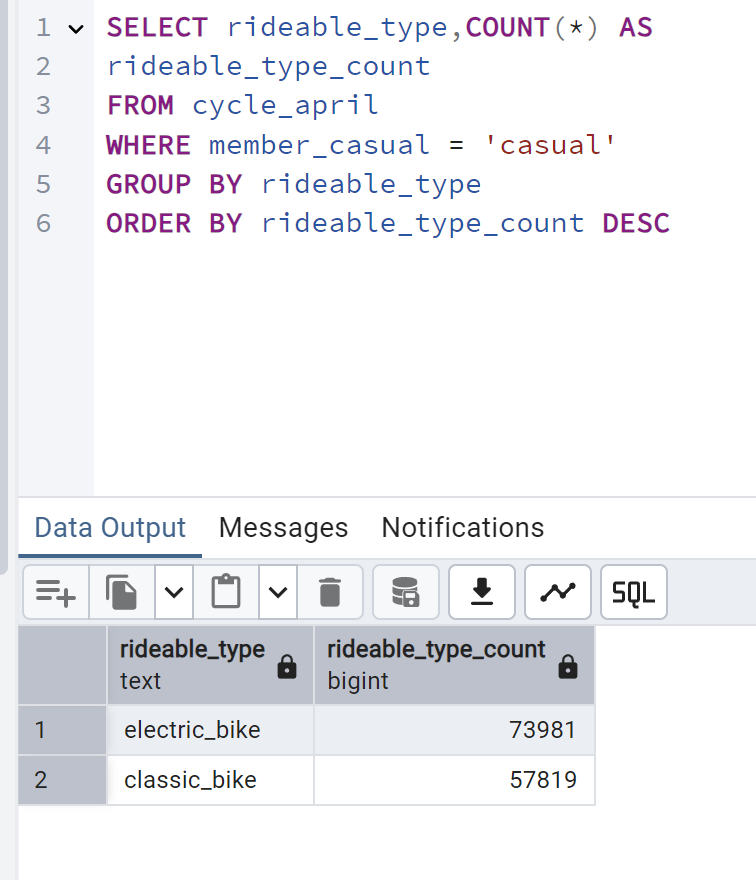 1 SELECT rideable_type,COUNT(*) AS
2 rideable_type_count
3 FROM cycle_april
4 WHERE member_casual = 'casual'
5 GROUP BY rideable_type
6 ORDER BY rideable_type_count DESC
Data Output Messages Notifications
SQL
rideable_type rideable_type_count
text bigint
1 electric_bike 73981
2 classic_bike 57819